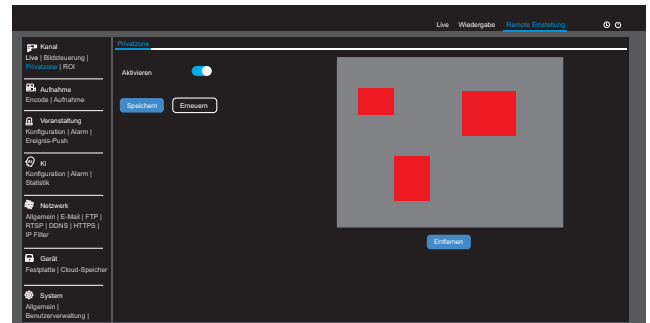 Live Wiedergabe Remote Einstellung
Kanal
Live | Bildsteuerung |
Privatzone | ROI
Aufnahme
Encode | Aufnahme
Veranstaltung
Konfiguration | Alarm |
Ereignis-Push
KI
Konfiguration | Alarm |
Statistik
Netzwerk
Allgemein | E-Mail | FTP |
RTSP | DDNS | HTTPS |
IP Filter
Gerät
Festplatte | Cloud-Speicher
System
Allgemein |
Benutzerverwaltung |
Privatzone
Aktivieren
Speichern Erneuern
Entfernen